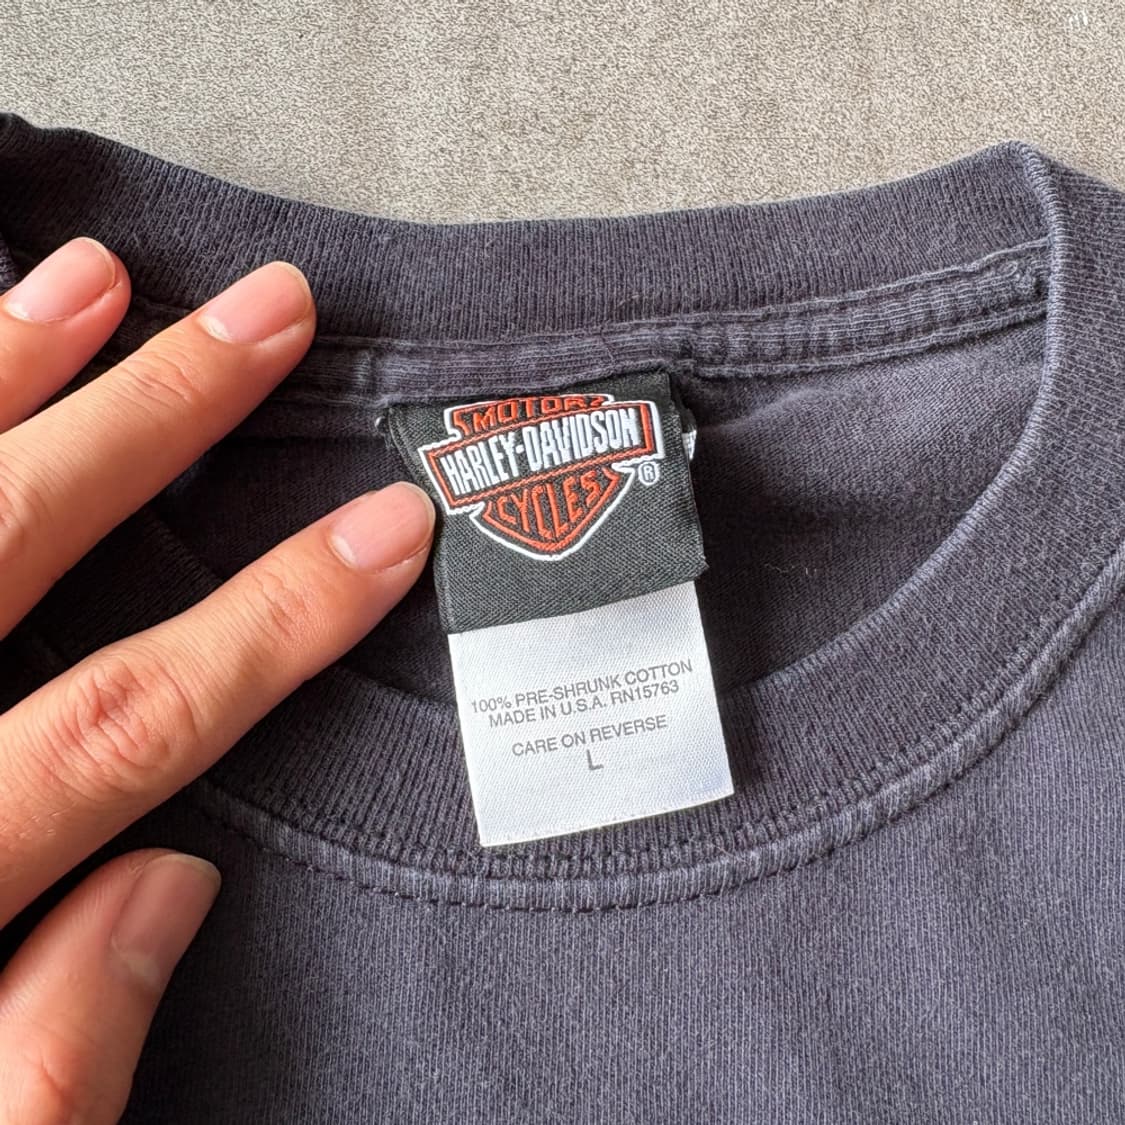 MOTOR
HARLEY-DAVIDSON
®
CYCLES
100% PRE-SHRUNK COTTON
MADE IN U.S.A. RN15763
CARE ON REVERSE
L